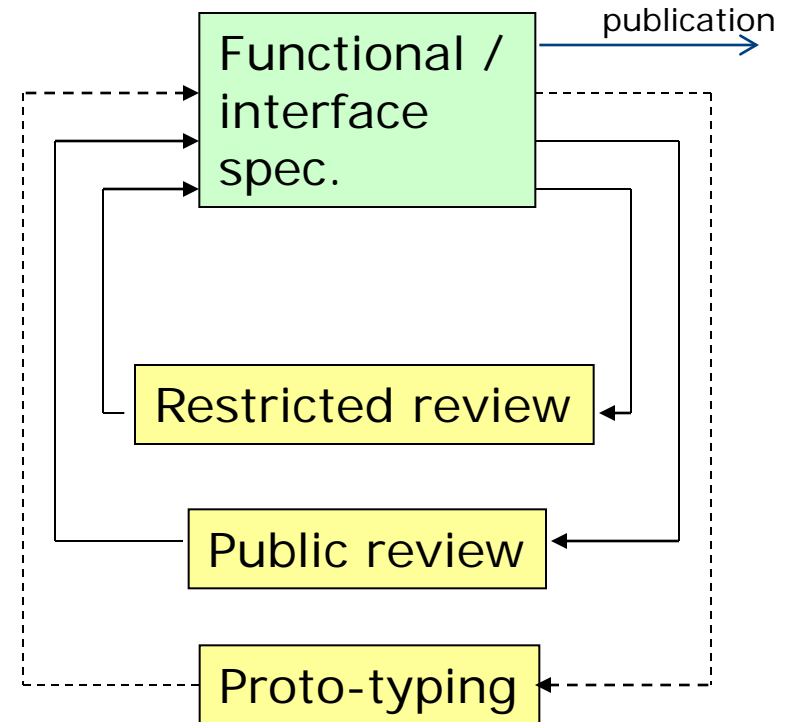 publication
Functional /
interface
spec.
Restricted review
Public review
Proto-typing